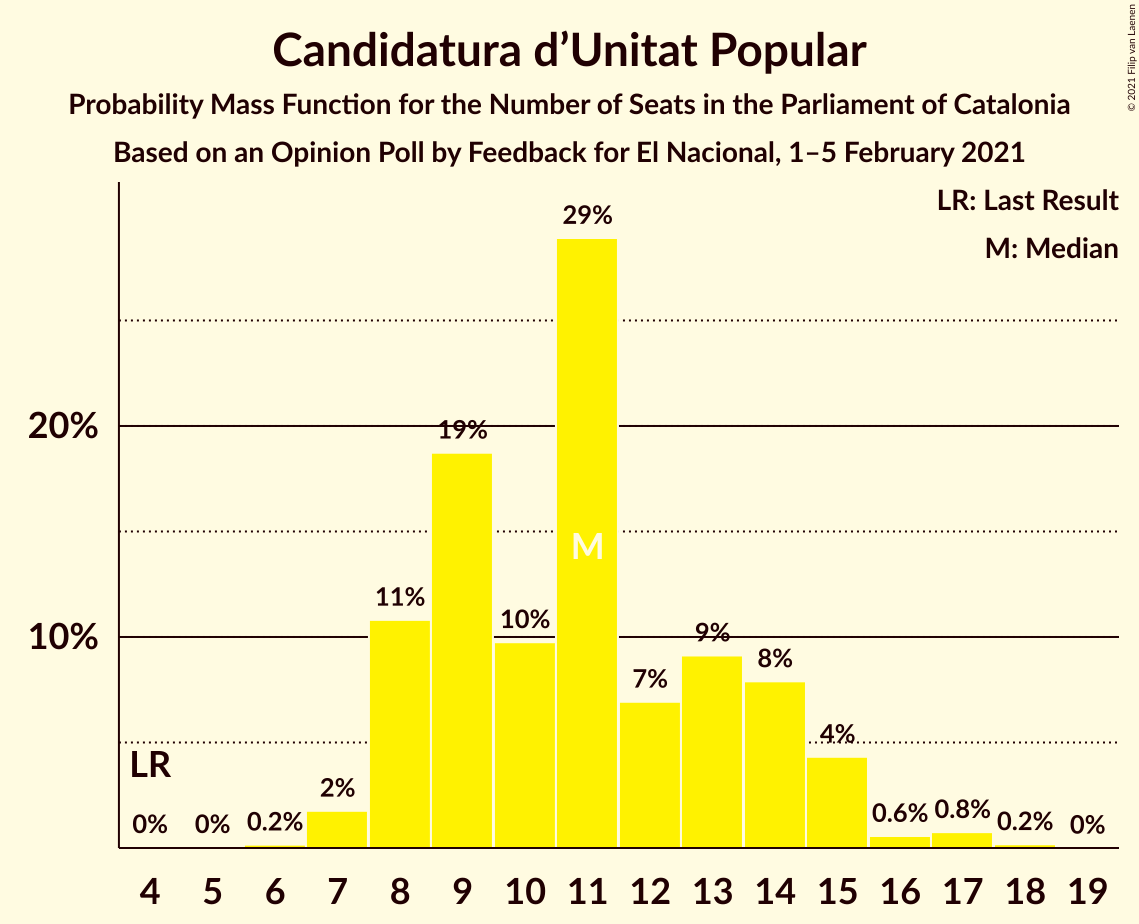 Candidatura d’Unitat Popular
Probability Mass Function for the Number of Seats in the Parliament of Catalonia
Based on an Opinion Poll by Feedback for El Nacional, 1–5 February 2021
© 2021 Filip van Laenen
LR: Last Result
M: Median
29%
20%
19%
M
11%
10%
10%
9%
8%
7%
4%
LR
2%
0% 0% 0.2% 0.6% 0.8% 0.2% 0%
4 5 6 7 8 9 10 11 12 13 14 15 16 17 18 19